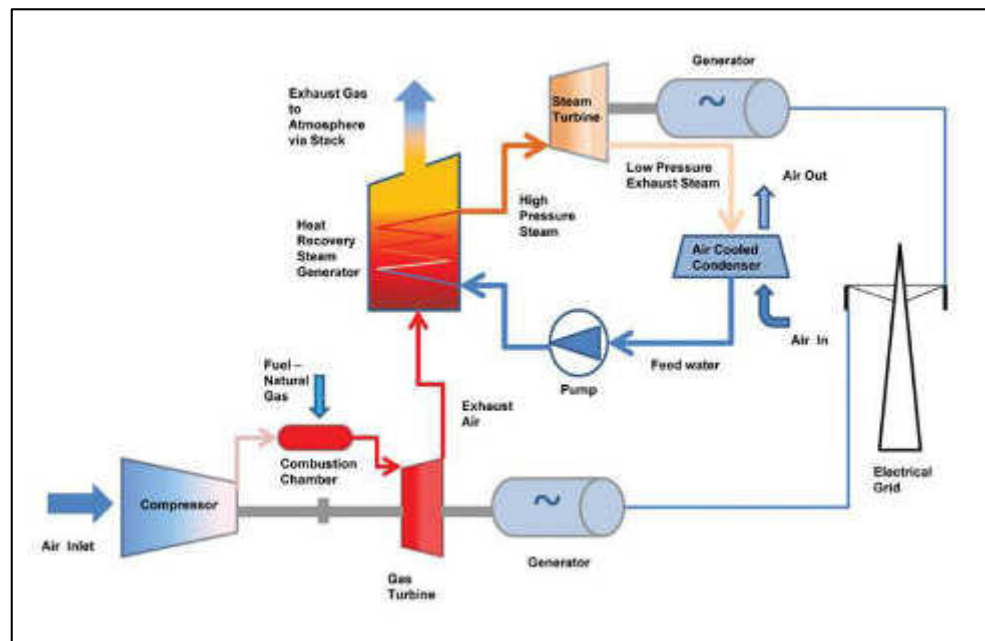 Generator
Exhaust Gas
to
Atmosphere
via Stack
Steam
Turbine
~
Low Pressure
Exhaust Steam
Air Out
High
Pressure
Steam
Heat
Recovery
Steam
Generator
Air Cooled
Condenser
Air In
Feed water
Pump
Fuel –
Natural
Gas
Exhaust
Air
Combustion
Chamber
Compressor
~
Electrical
Grid
Air Inlet
Gas
Turbine
Generator